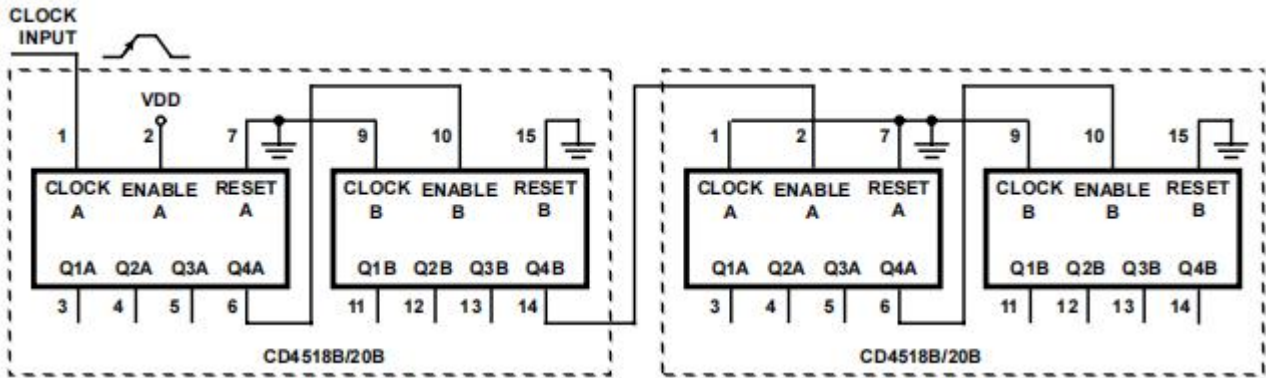 CLOCK
INPUT
VDD
1 2 7 9 10 15 1 2 7 9 10 15
CLOCK ENABLE RESET CLOCK ENABLE RESET CLOCK ENABLE RESET CLOCK ENABLE RESET
A A A B B B A A A B B B
Q1A Q2A Q3A Q4A Q1B Q2B Q3B Q4B Q1A Q2A Q3A Q4A Q1B Q2B Q3B Q4B
3 4 5 6 11 12 13 14 3 4 5 6 11 12 13 14
CD4518B/20B CD4518B/20B